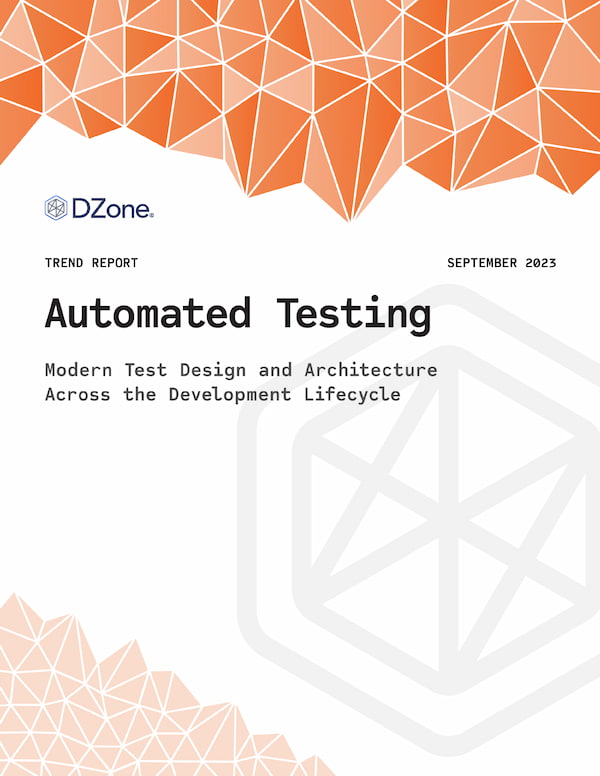 DZone®
TREND REPORT
SEPTEMBER 2023
Automated Testing
Modern Test Design and Architecture
Across the Development Lifecycle